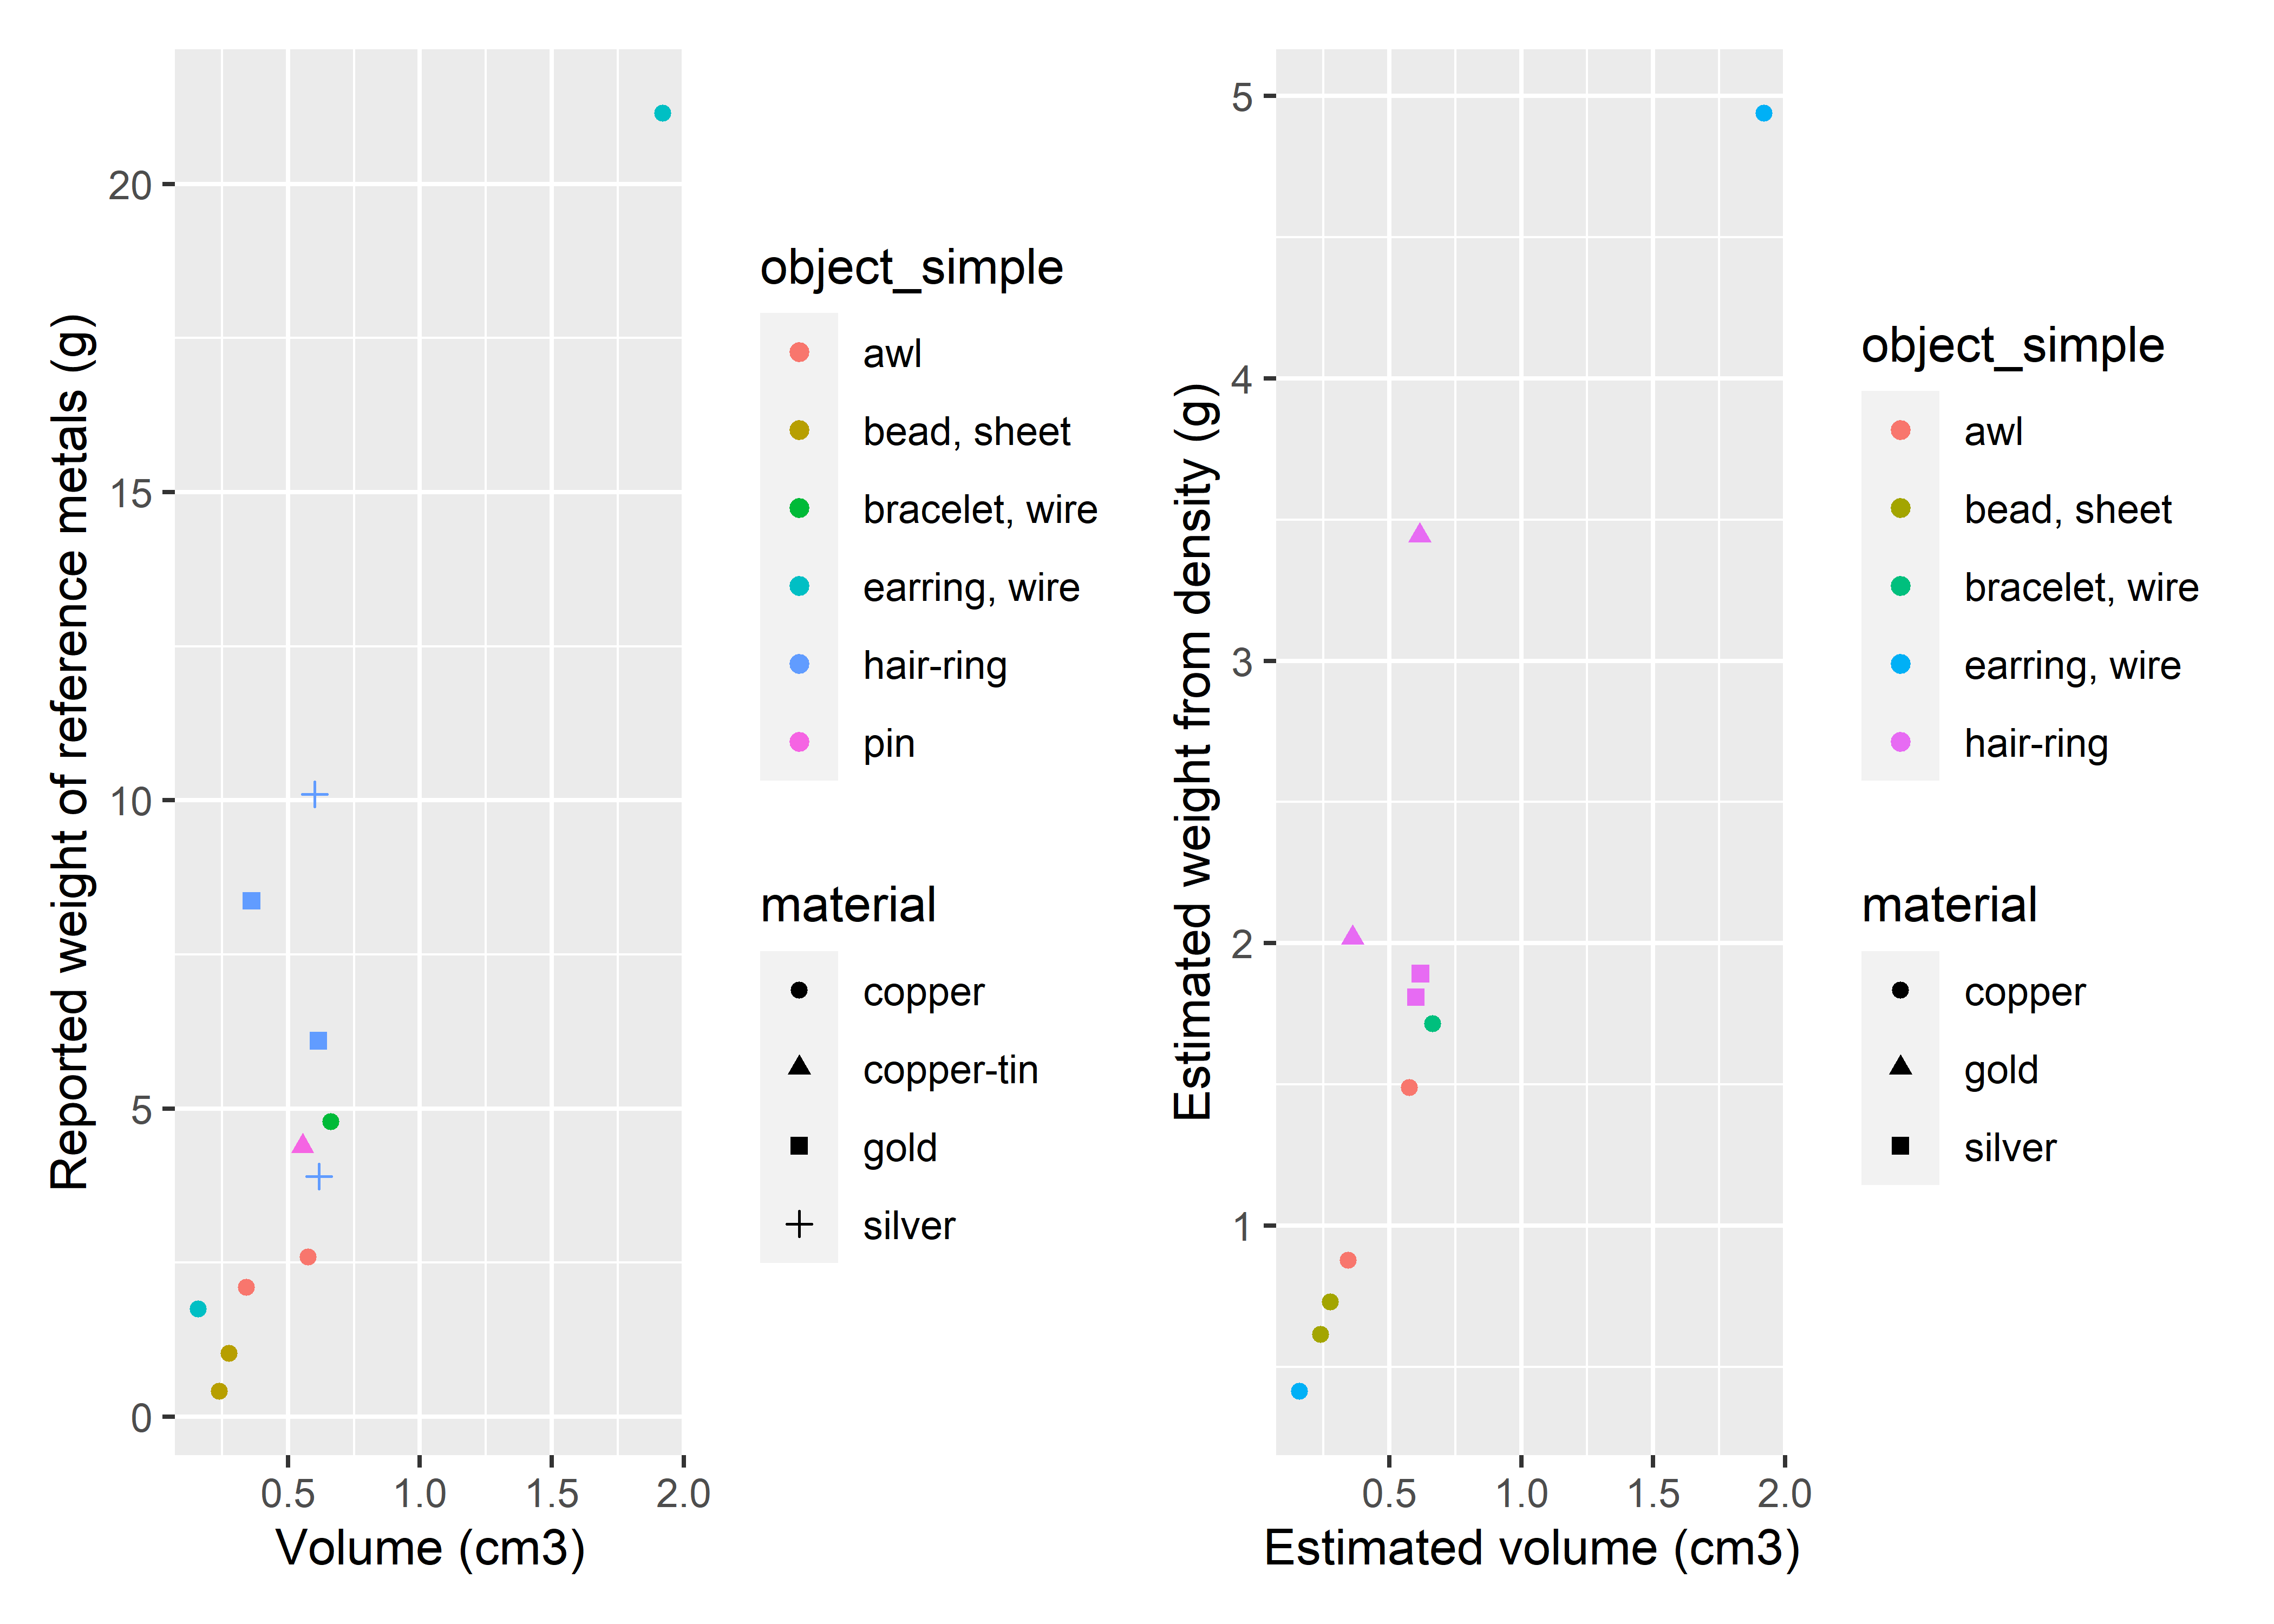 Reported weight of reference metals (g)
20
15
10
5
0
0.5 1.0 1.5 2.0
Volume (cm3)
object_simple
awl
bead, sheet
bracelet, wire
earring, wire
hair-ring
pin
material
copper
copper-tin
gold
silver
Estimated weight from density (g)
5
4
3
2
1
0.5 1.0 1.5 2.0
Estimated volume (cm3)
object_simple
awl
bead, sheet
bracelet, wire
earring, wire
hair-ring
material
copper
gold
silver